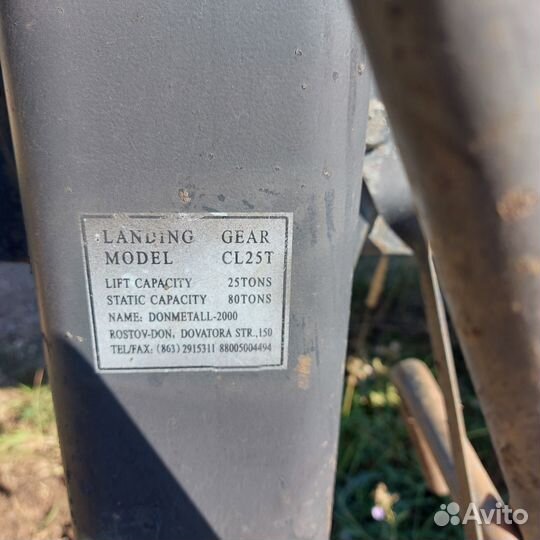 LANDING GEAR
MODEL CL25T
LIFT CAPACITY 25TONS
STATIC CAPACITY 80TONS
NAME: DONMETALL-2000
ROSTOV-DON, DOVATORA STR.,150
TEL/FAX: (863) 2915311 88005004494
Avito